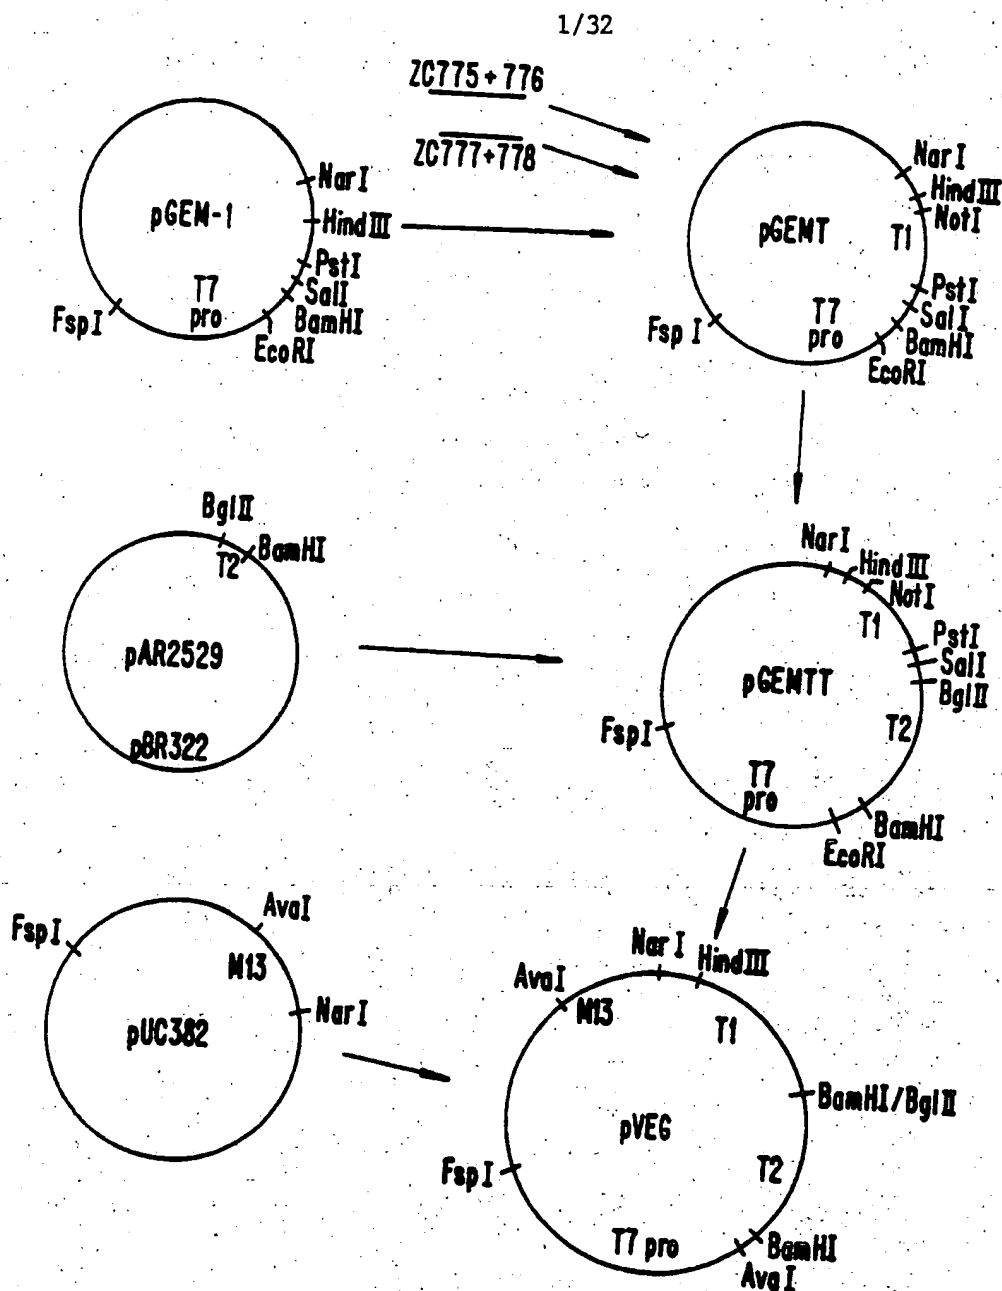 1/32
ZC775+776
ZC777+778
pGEM-1
NarI
HindIII
PstI
SalI
BamHI
EcoRI
T7
pro
FspI
pGEMT
NarI
HindIII
NotI
T1
PstI
SalI
BamHI
EcoRI
T7
pro
Fsp I
BglII
T2
BamHI
pAR2529
pBR322
NarI
HindIII
NotI
T1
PstI
SalI
BglII
pGEMTT
T2
FspI
T7
pro
BamHI
EcoRI
FspI
AvaI
M13
NarI
pUC382
AvaI
M13
Nar I
HindIII
T1
BamHI/BglII
pVEG
T2
FspI
T7 pro
BamHI
AvaI